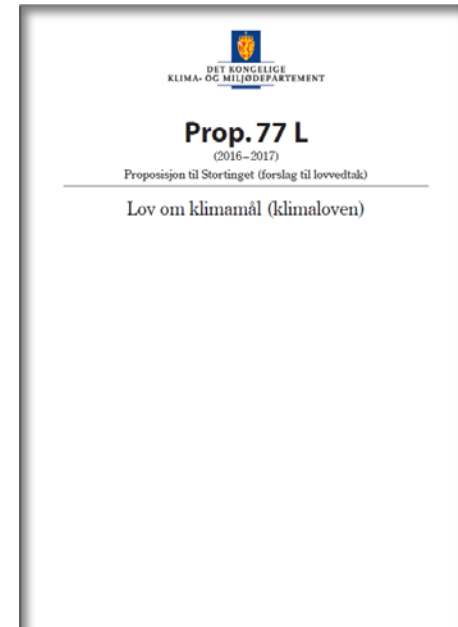 DET KONGELIGE
KLIMA- OG MILJØDEPARTEMENT
Prop. 77 L
(2016–2017)
Proposisjon til Stortinget (forslag til lovvedtak)
Lov om klimamål (klimaloven)